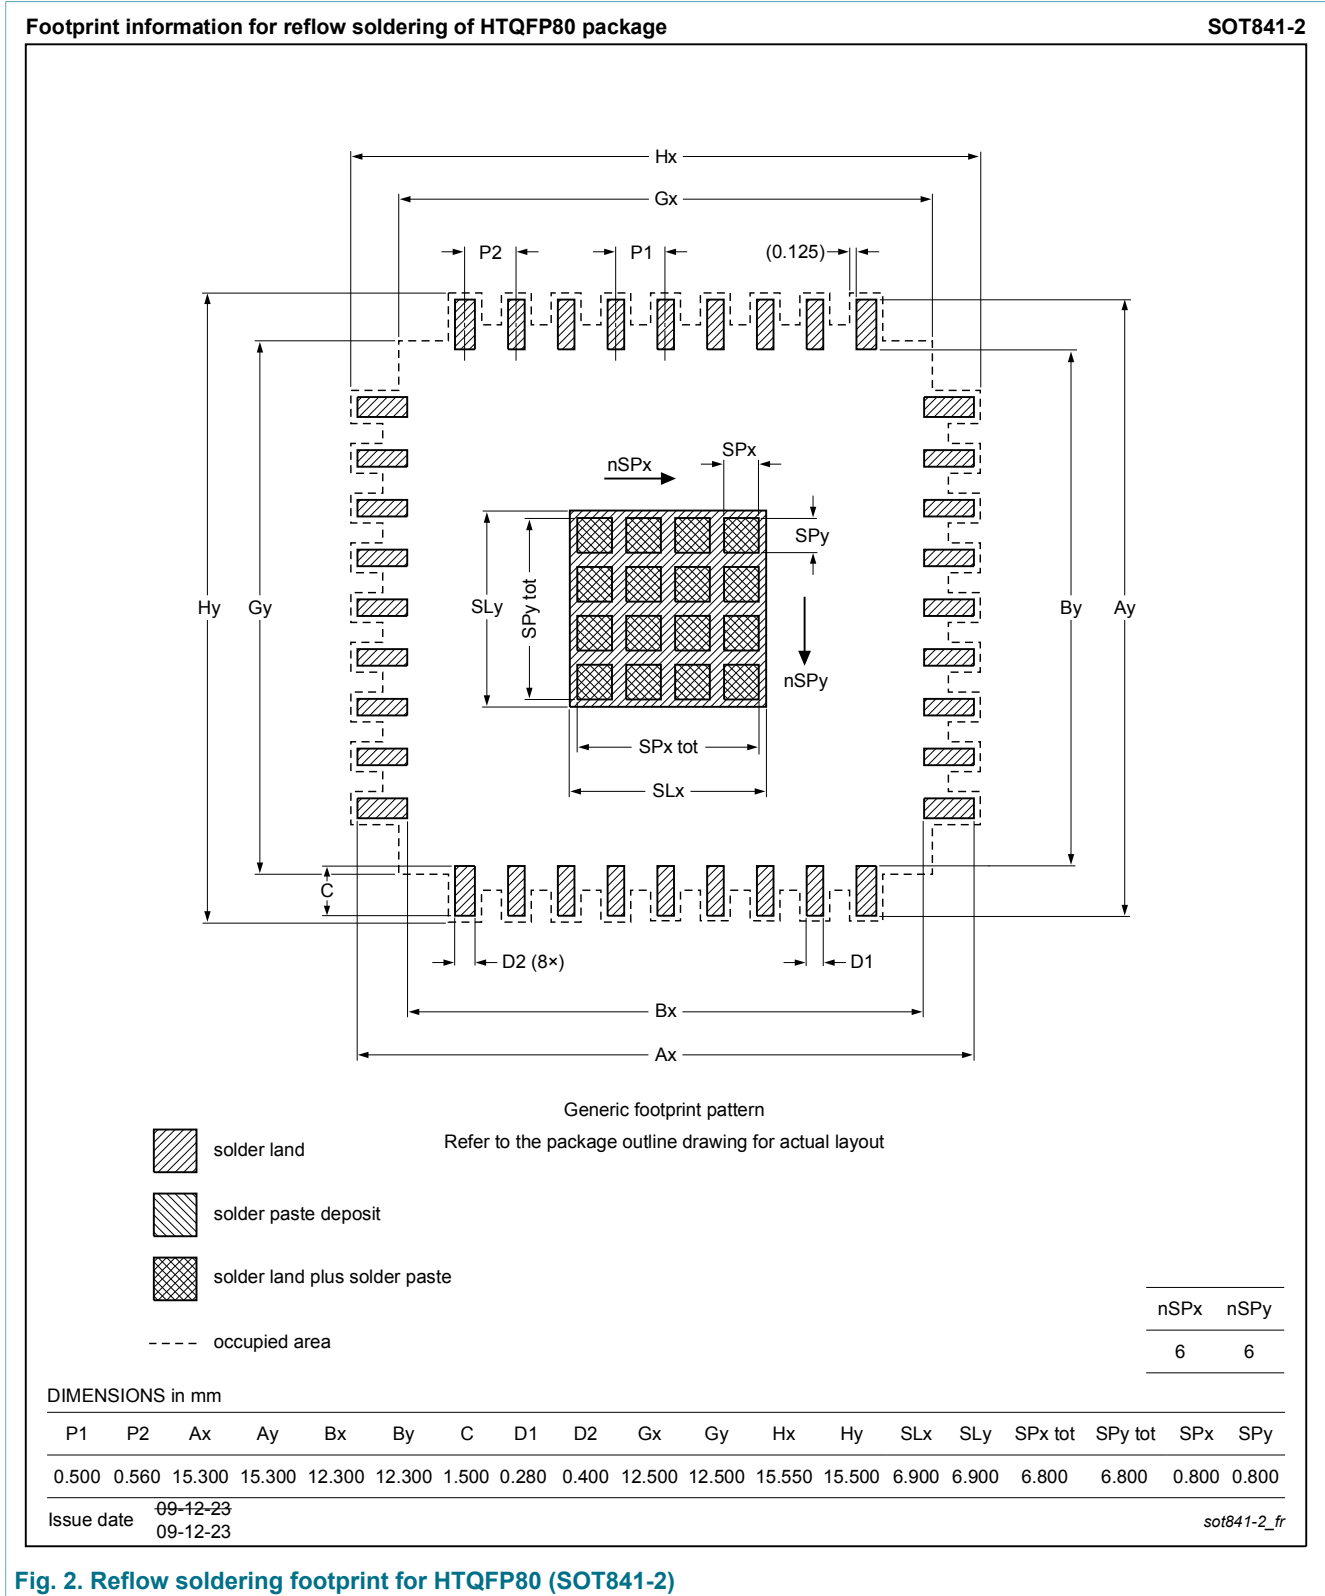 Footprint information for reflow soldering of HTQFP80 package SOT841-2
Hx
Gx
P2 P1 (0.125)
SPx
nSPx
SPy
Hy Gy SLy SPy tot By Ay
nSPy
SPx tot
SLx
C
D2 (8×) D1
Bx
Ax
Generic footprint pattern
Refer to the package outline drawing for actual layout
solder land
solder paste deposit
solder land plus solder paste
occupied area
nSPx nSPy
6 6
DIMENSIONS in mm
P1 P2 Ax Ay Bx By C D1 D2 Gx Gy Hx Hy SLx SLy SPx tot SPy tot SPx SPy
0.500 0.560 15.300 15.300 12.300 12.300 1.500 0.280 0.400 12.500 12.500 15.550 15.500 6.900 6.900 6.800 6.800 0.800 0.800
Issue date 09-12-23
09-12-23
sot841-2_fr
Fig. 2. Reflow soldering footprint for HTQFP80 (SOT841-2)